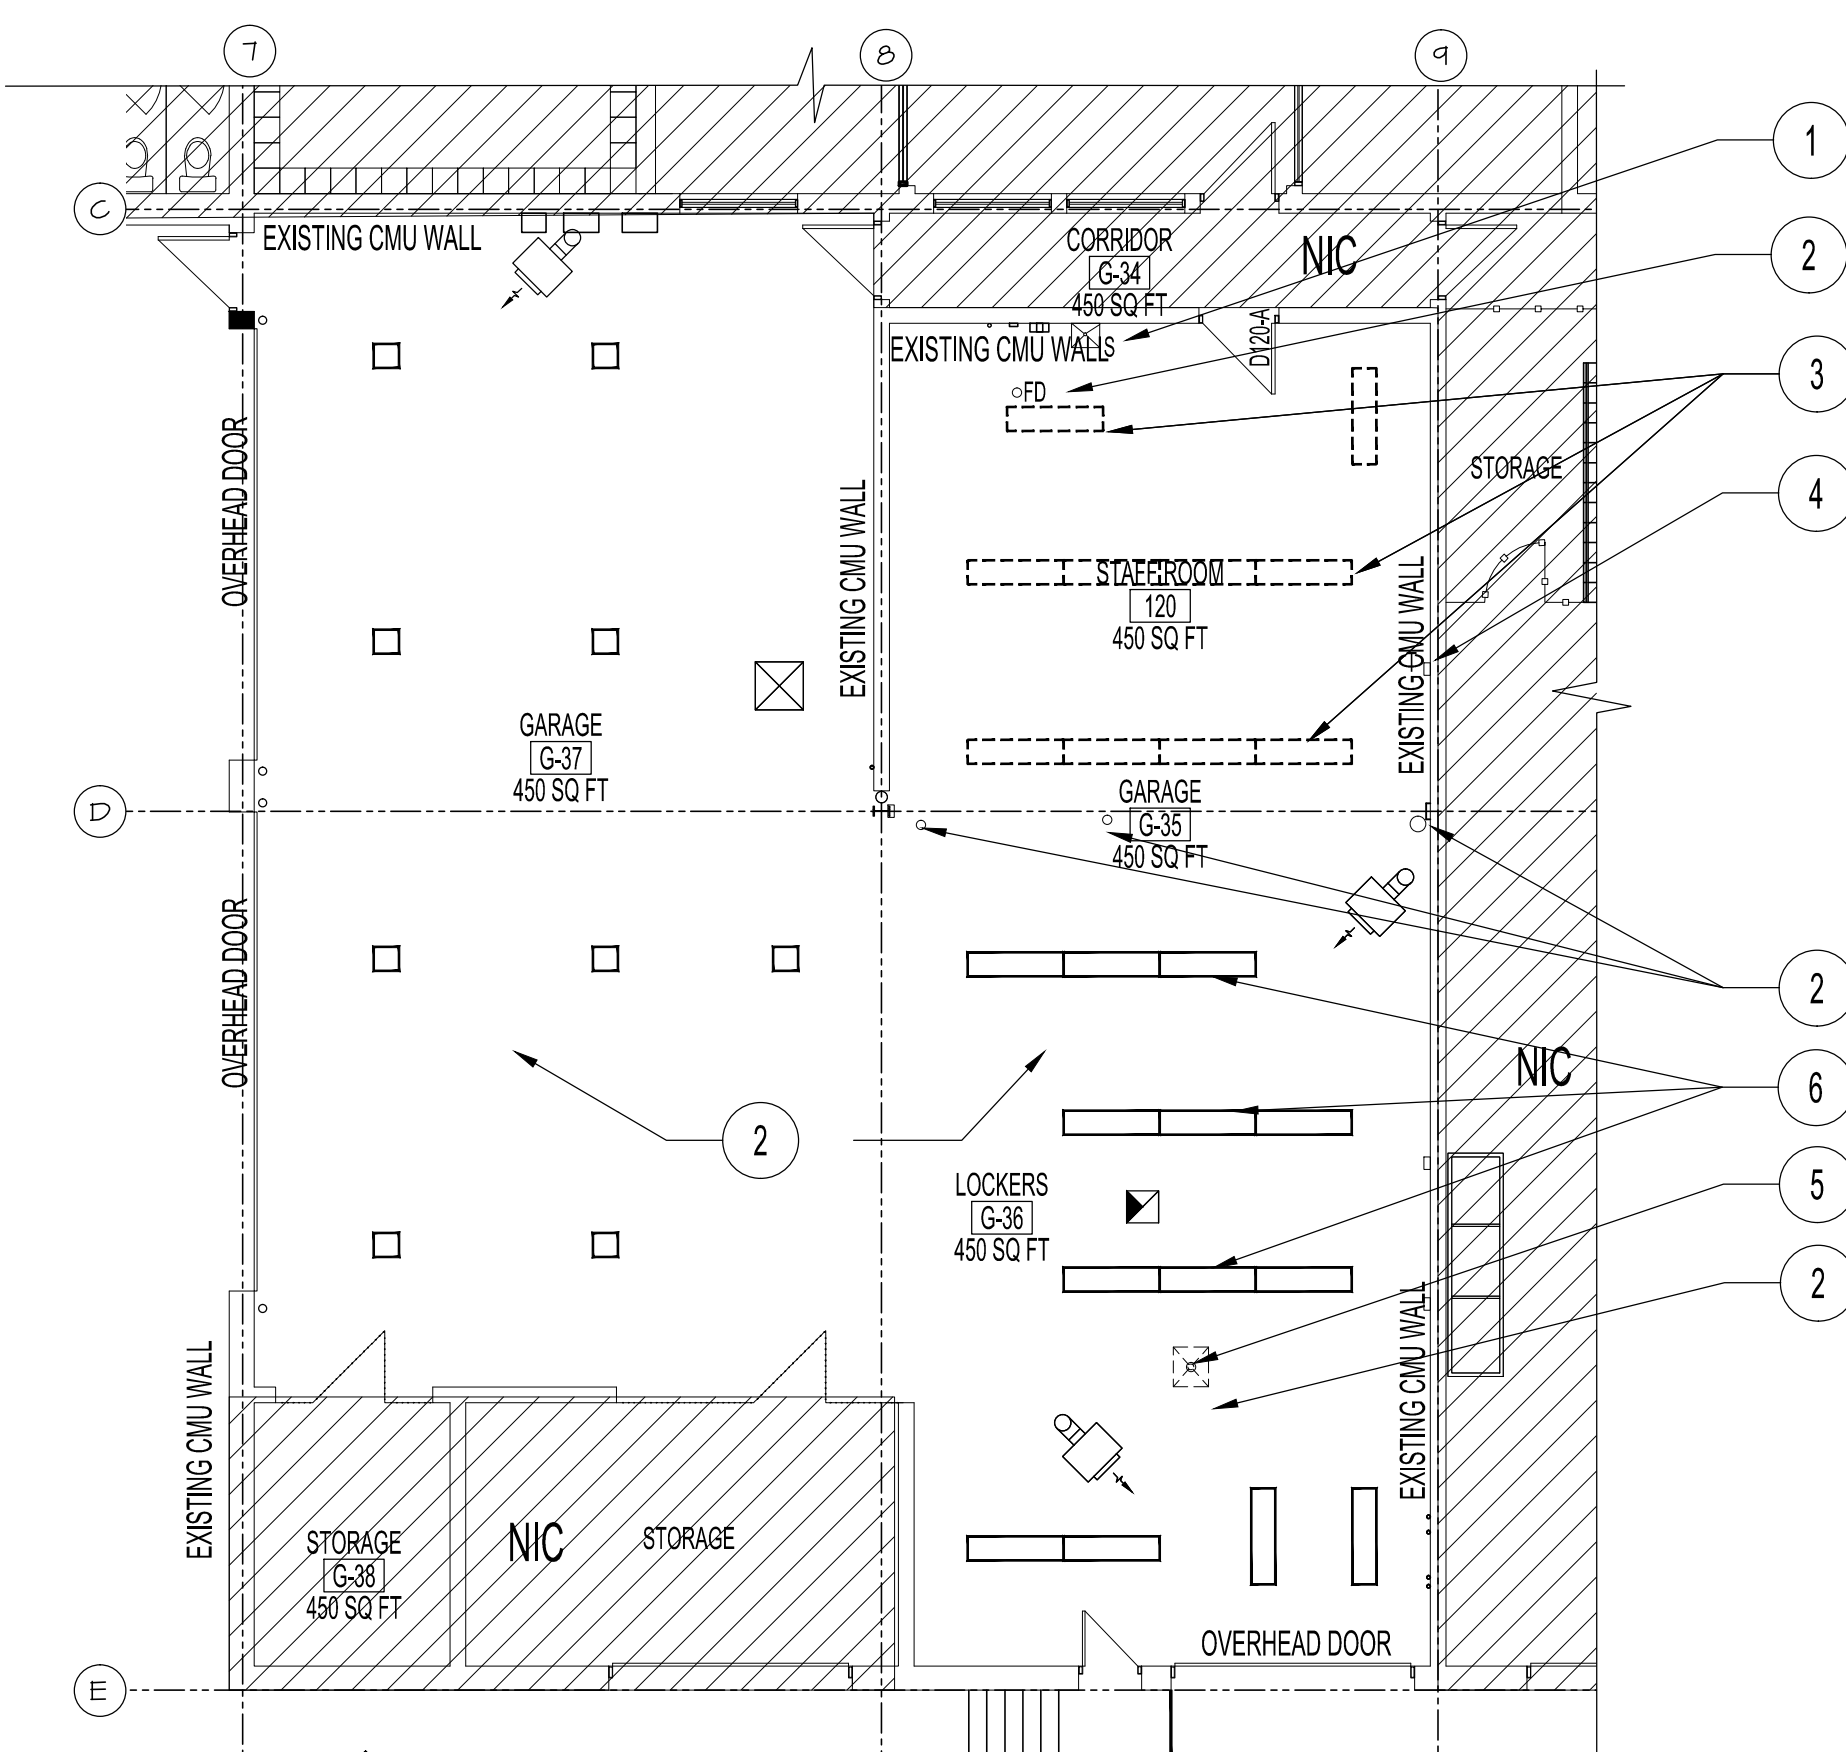 7
8
9
1
C
EXISTING CMU WALL
CORRIDOR
G-34
450 SQ FT
NIC
2
EXISTING CMU WALLS
S
D120-A
3
FD
OVERHEAD DOOR
STORAGE
4
EXISTING CMU WALL
STAFF ROOM
120
450 SQ FT
EXISTING CMU WALL
GARAGE
G-37
450 SQ FT
GARAGE
G-35
450 SQ FT
D
OVERHEAD DOOR
2
NIC
6
2
LOCKERS
G-36
450 SQ FT
5
2
EXISTING CMU WALL
EXISTING CMU WALL
STORAGE
G-38
450 SQ FT
NIC
STORAGE
OVERHEAD DOOR
E